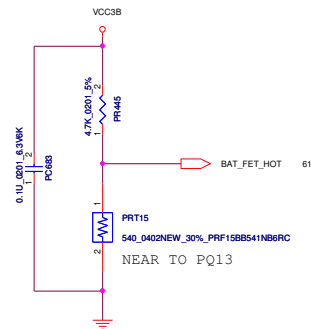 VCC3B
2
4.7K_0201_5%
PR445
1
0.1U_0201_6.3V6K
2
PC683
1
BAT_FET_HOT 61
1
PRT15
540_0402NEW_30%_PRF15BB541NB6RC
2
NEAR TO PQ13